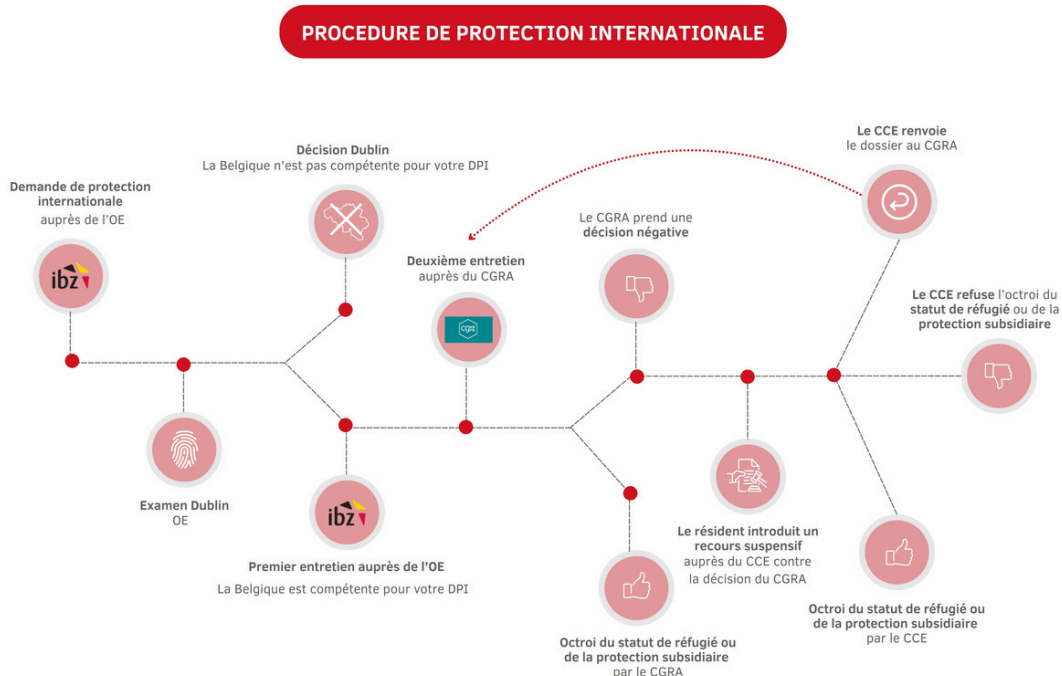 PROCEDURE DE PROTECTION INTERNATIONALE
Demande de protection
internationale
auprès de l'OE
ibz
Examen Dublin
OE
Décision Dublin
La Belgique n'est pas compétente pour votre DPI
ibz
Premier entretien auprès de l'OE
La Belgique est compétente pour votre DPI
Deuxième entretien
auprès du CGRA
Le CGRA prend une
décision négative
Octroi du statut de réfugié ou
de la protection subsidiaire
par le CGRA
Le résident introduit un
recours suspensif
auprès du CCE contre
la décision du CGRA
Le CCE renvoie
le dossier au CGRA
Le CCE refuse l'octroi du
statut de réfugié ou de la
protection subsidiaire
Octroi du statut de réfugié ou
de la protection subsidiaire
par le CCE